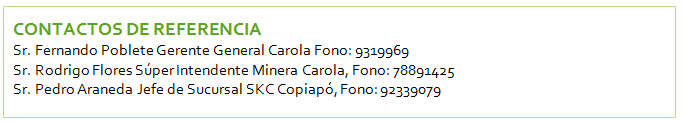 CONTACTOS DE REFERENCIA
Sr. Fernando Poblete Gerente General Carola Fono: 9319969
Sr. Rodrigo Flores Súper Intendente Minera Carola, Fono: 78891425
Sr. Pedro Araneda Jefe de Sucursal SKC Copiapó, Fono: 92339079